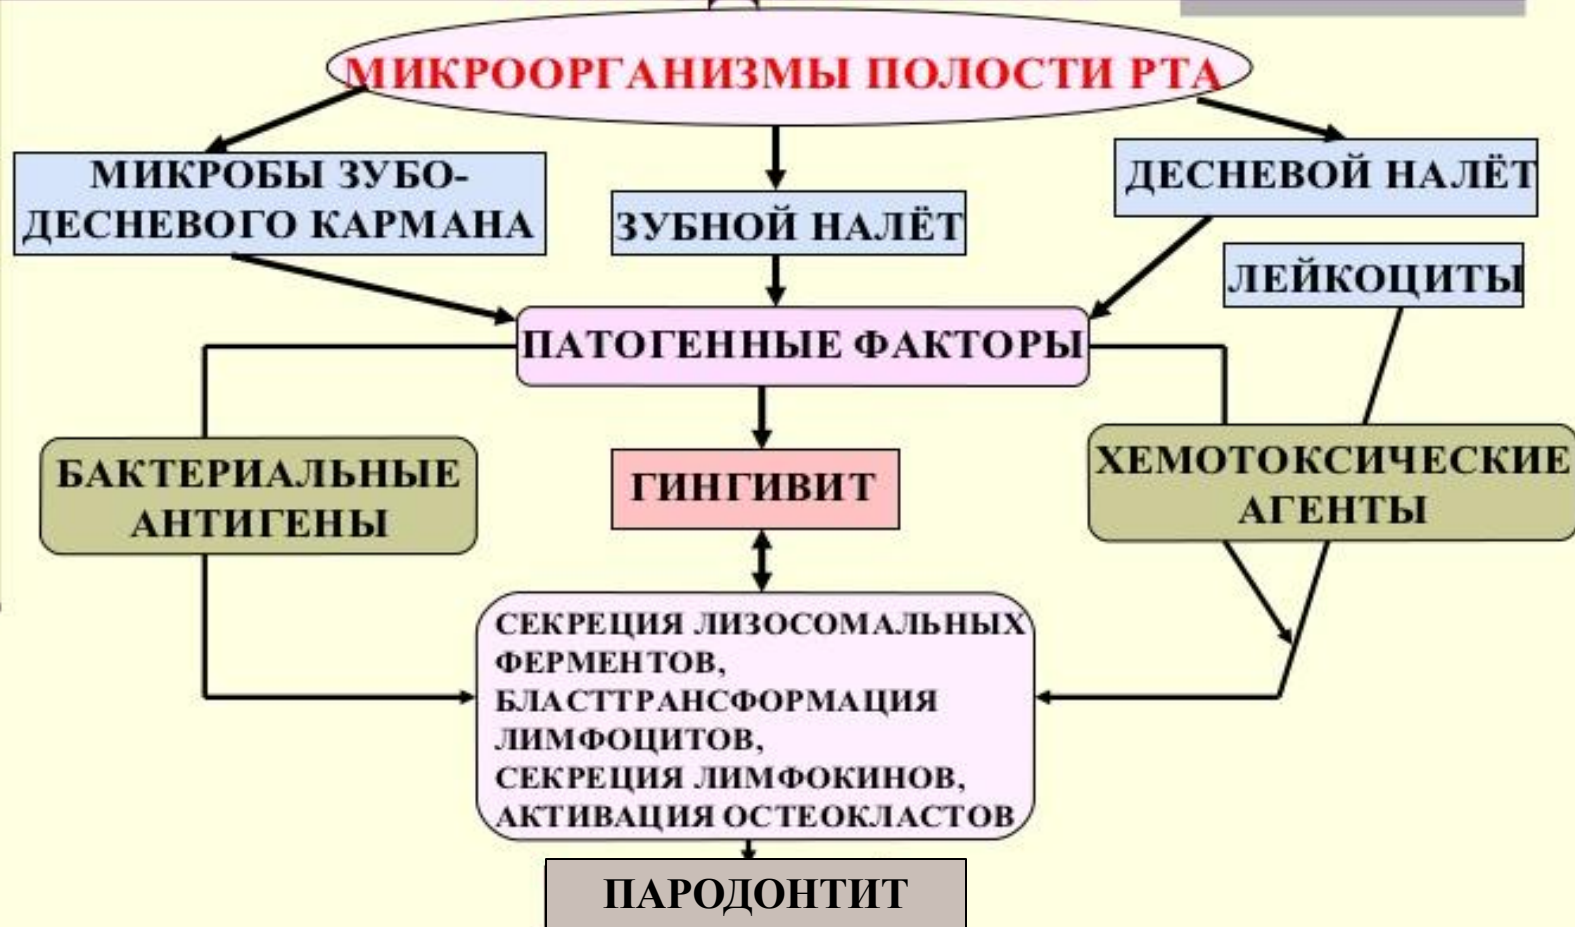 МИКРООРГАНИЗМЫ ПОЛОСТИ РТА
МИКРОБЫ ЗУБО-
ДЕСНЕВОГО КАРМАНА
ЗУБНОЙ НАЛЁТ
ДЕСНЕВОЙ НАЛЁТ
ЛЕЙКОЦИТЫ
ПАТОГЕННЫЕ ФАКТОРЫ
БАКТЕРИАЛЬНЫЕ
АНТИГЕНЫ
ГИНГИВИТ
ХЕМОТОКСИЧЕСКИЕ
АГЕНТЫ
СЕКРЕЦИЯ ЛИЗОСОМАЛЬНЫХ
ФЕРМЕНТОВ,
БЛАСТТРАНСФОРМАЦИЯ
ЛИМФОЦИТОВ,
СЕКРЕЦИЯ ЛИМФОКИНОВ,
АКТИВАЦИЯ ОСТЕОКЛАСТОВ
ПАРОДОНТИТ